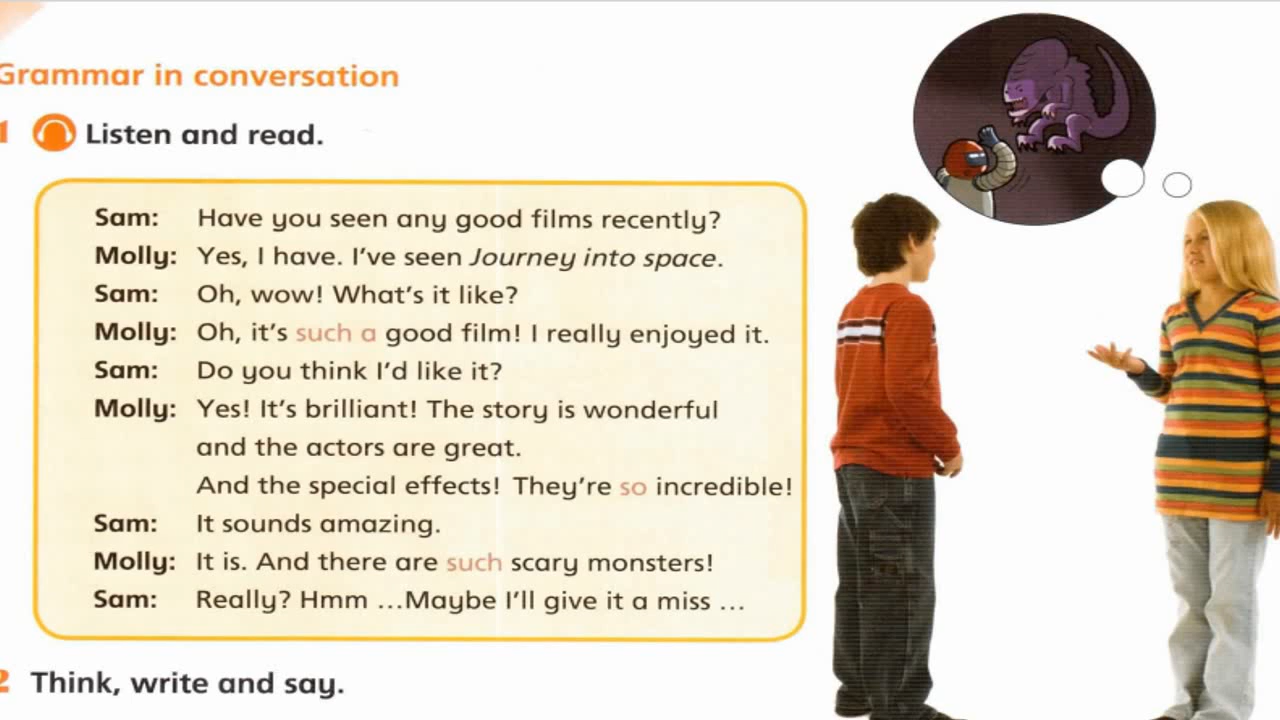 Grammar in conversation
1 Listen and read.
Sam: Have you seen any good films recently?
Molly: Yes, I have. I've seen Journey into space.
Sam: Oh, wow! What's it like?
Molly: Oh, it's such a good film! I really enjoyed it.
Sam: Do you think I'd like it?
Molly: Yes! It's brilliant! The story is wonderful
and the actors are great.
And the special effects! They're so incredible!
Sam: It sounds amazing.
Molly: It is. And there are such scary monsters!
Sam: Really? Hmm ...Maybe I'll give it a miss ...
2 Think, write and say.